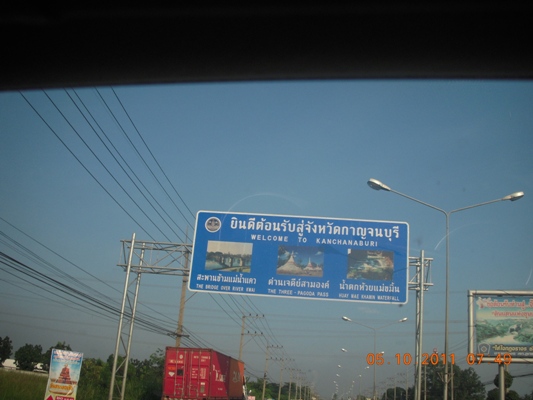 ยินดีต้อนรับสู่จังหวัดกาญจนบุรี
WELCOME TO KANCHANABURI
สะพานข้ามแม่น้ำแคว
THE BRIDGE OVER RIVER KWAI
ด่านเจดีย์สามองค์
THE THREE - PAGODA PASS
น้ำตกห้วยแม่ขมิ้น
HUAY MAE KHAMIN WATERFALL
05 10 2011 07 49